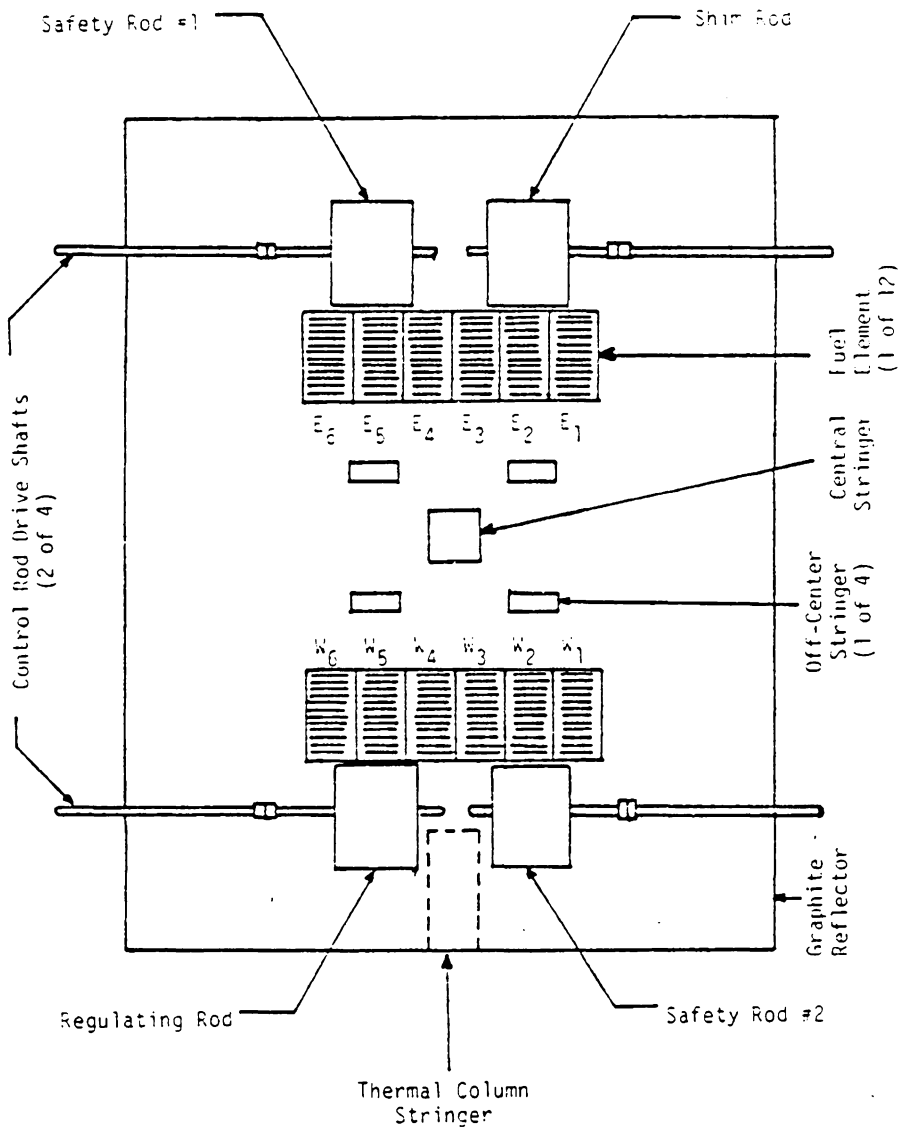 Safety Rod #1
Shim Rod
Control Rod Drive Shafts
(2 of 4)
Fuel
Element
(1 of 12)
E6 E5 E4 E3 E2 E1
Central
Stringer
Off-Center
Stringer
(1 of 4)
W6 W5 W4 W3 W2 W1
Graphite
Reflector
Regulating Rod
Safety Rod #2
Thermal Column
Stringer